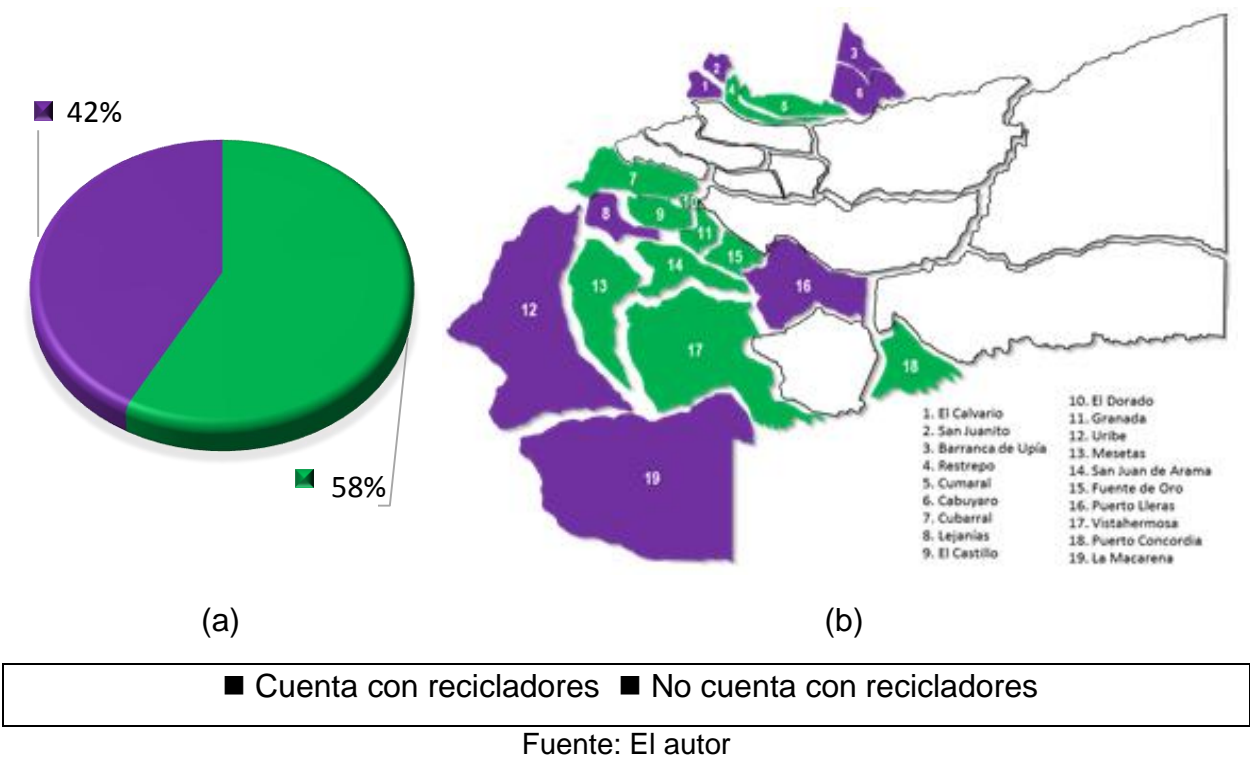 42%
58%
3
2
1
4
5
6
7
8
9
10
11
15
14
13
12
16
17
18
19
1. El Calvario
2. San Juanito
3. Barranca de Upía
4. Restrepo
5. Cumaral
6. Cabuyaro
7. Cubarral
8. Lejanías
9. El Castillo
10. El Dorado
11. Granada
12. Uribe
13. Mesetas
14. San Juan de Arama
15. Fuente de Oro
16. Puerto Lleras
17. Vistahermosa
18. Puerto Concordia
19. La Macarena
(a)
(b)
■ Cuenta con recicladores ■ No cuenta con recicladores
Fuente: El autor